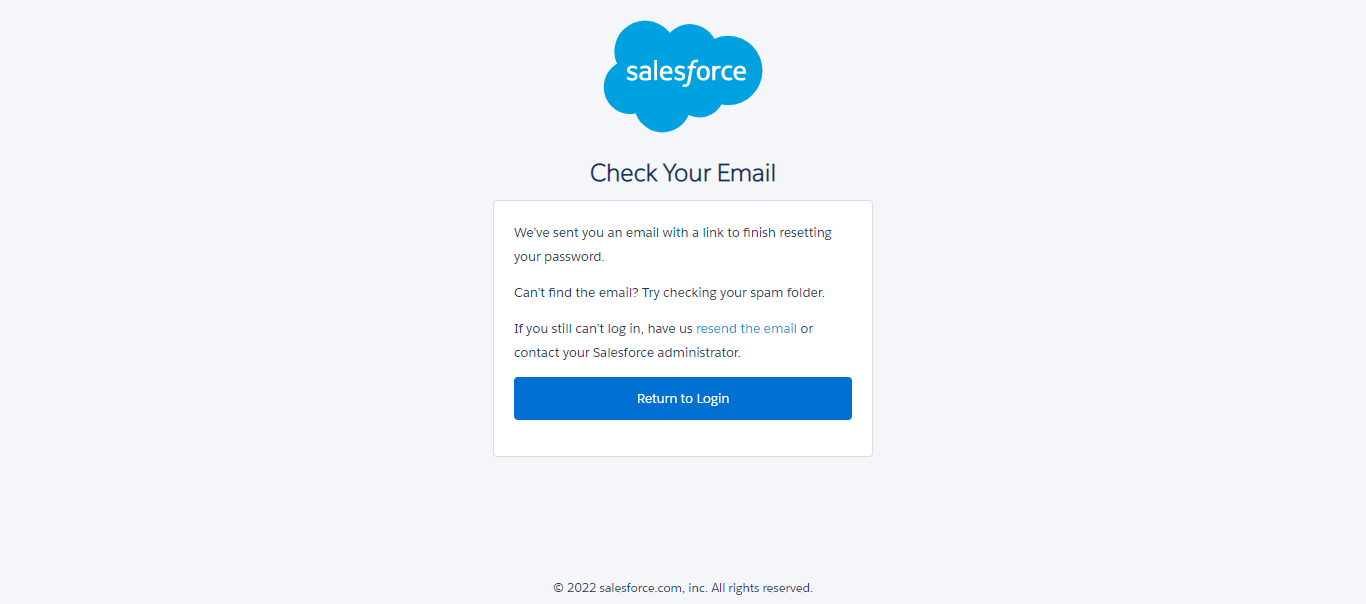 salesforce
Check Your Email
We've sent you an email with a link to finish resetting
your password.
Can't find the email? Try checking your spam folder.
If you still can't log in, have us resend the email or
contact your Salesforce administrator.
Return to Login
© 2022 salesforce.com, inc. All rights reserved.